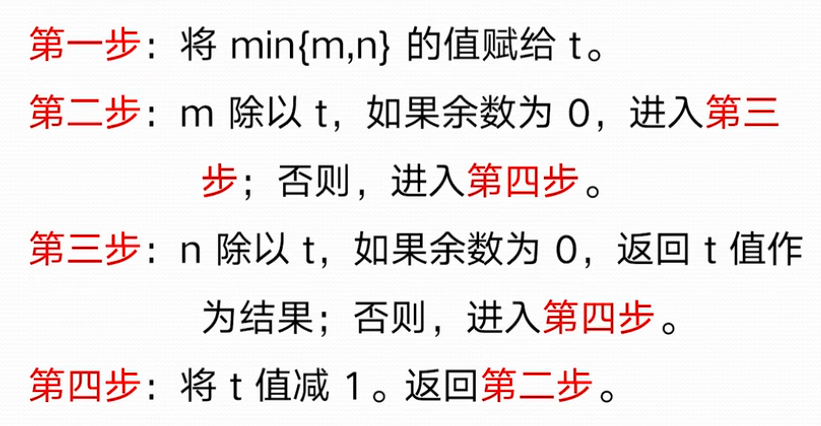 第一步：将 min{m,n} 的值赋给 t。
第二步：m 除以 t，如果余数为 0，进入第三
步；否则，进入第四步。
第三步：n 除以 t，如果余数为 0，返回 t 值作
为结果；否则，进入第四步。
第四步：将 t 值减 1。返回第二步。